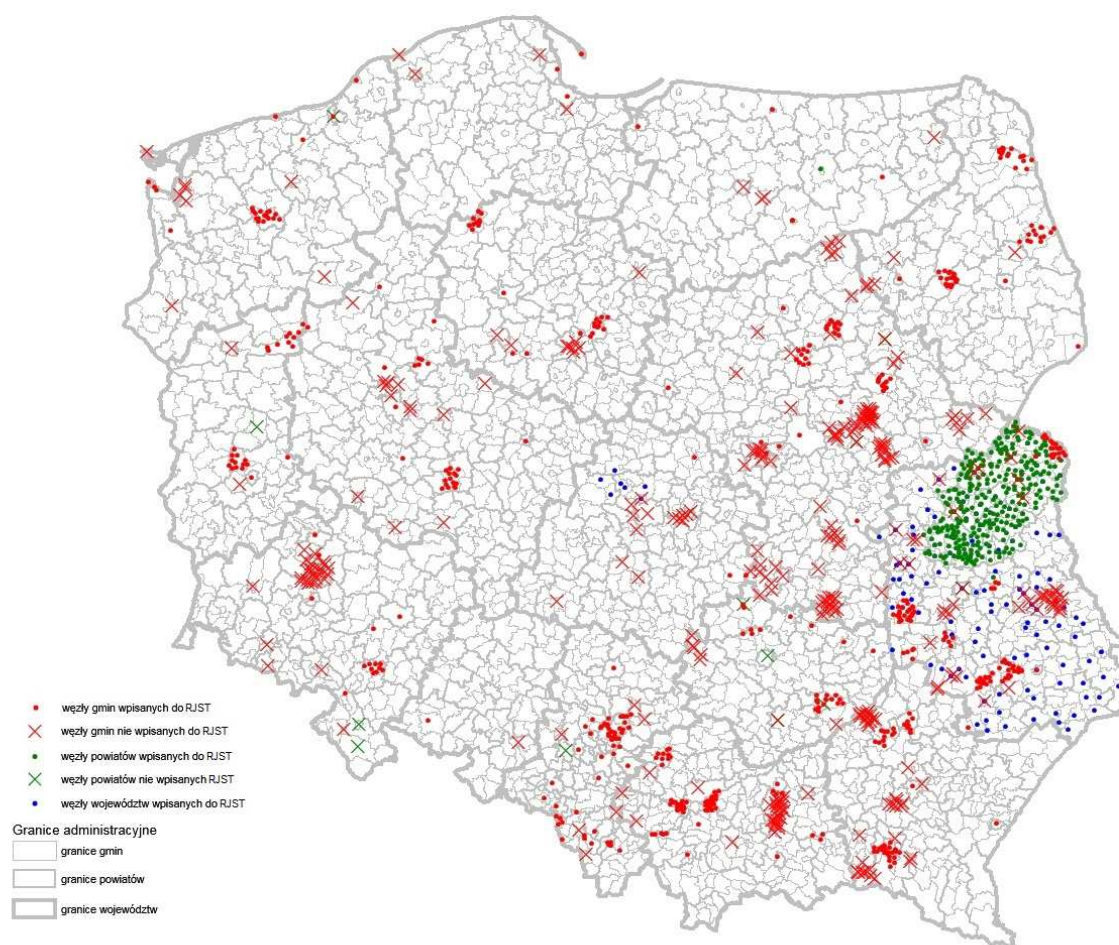 węzły gmin wpisanych do RJST
węzły gmin nie wpisanych do RJST
węzły powiatów wpisanych do RJST
węzły powiatów nie wpisanych RJST
węzły województw wpisanych do RJST
Granice administracyjne
granice gmin
granice powiatów
granice województw